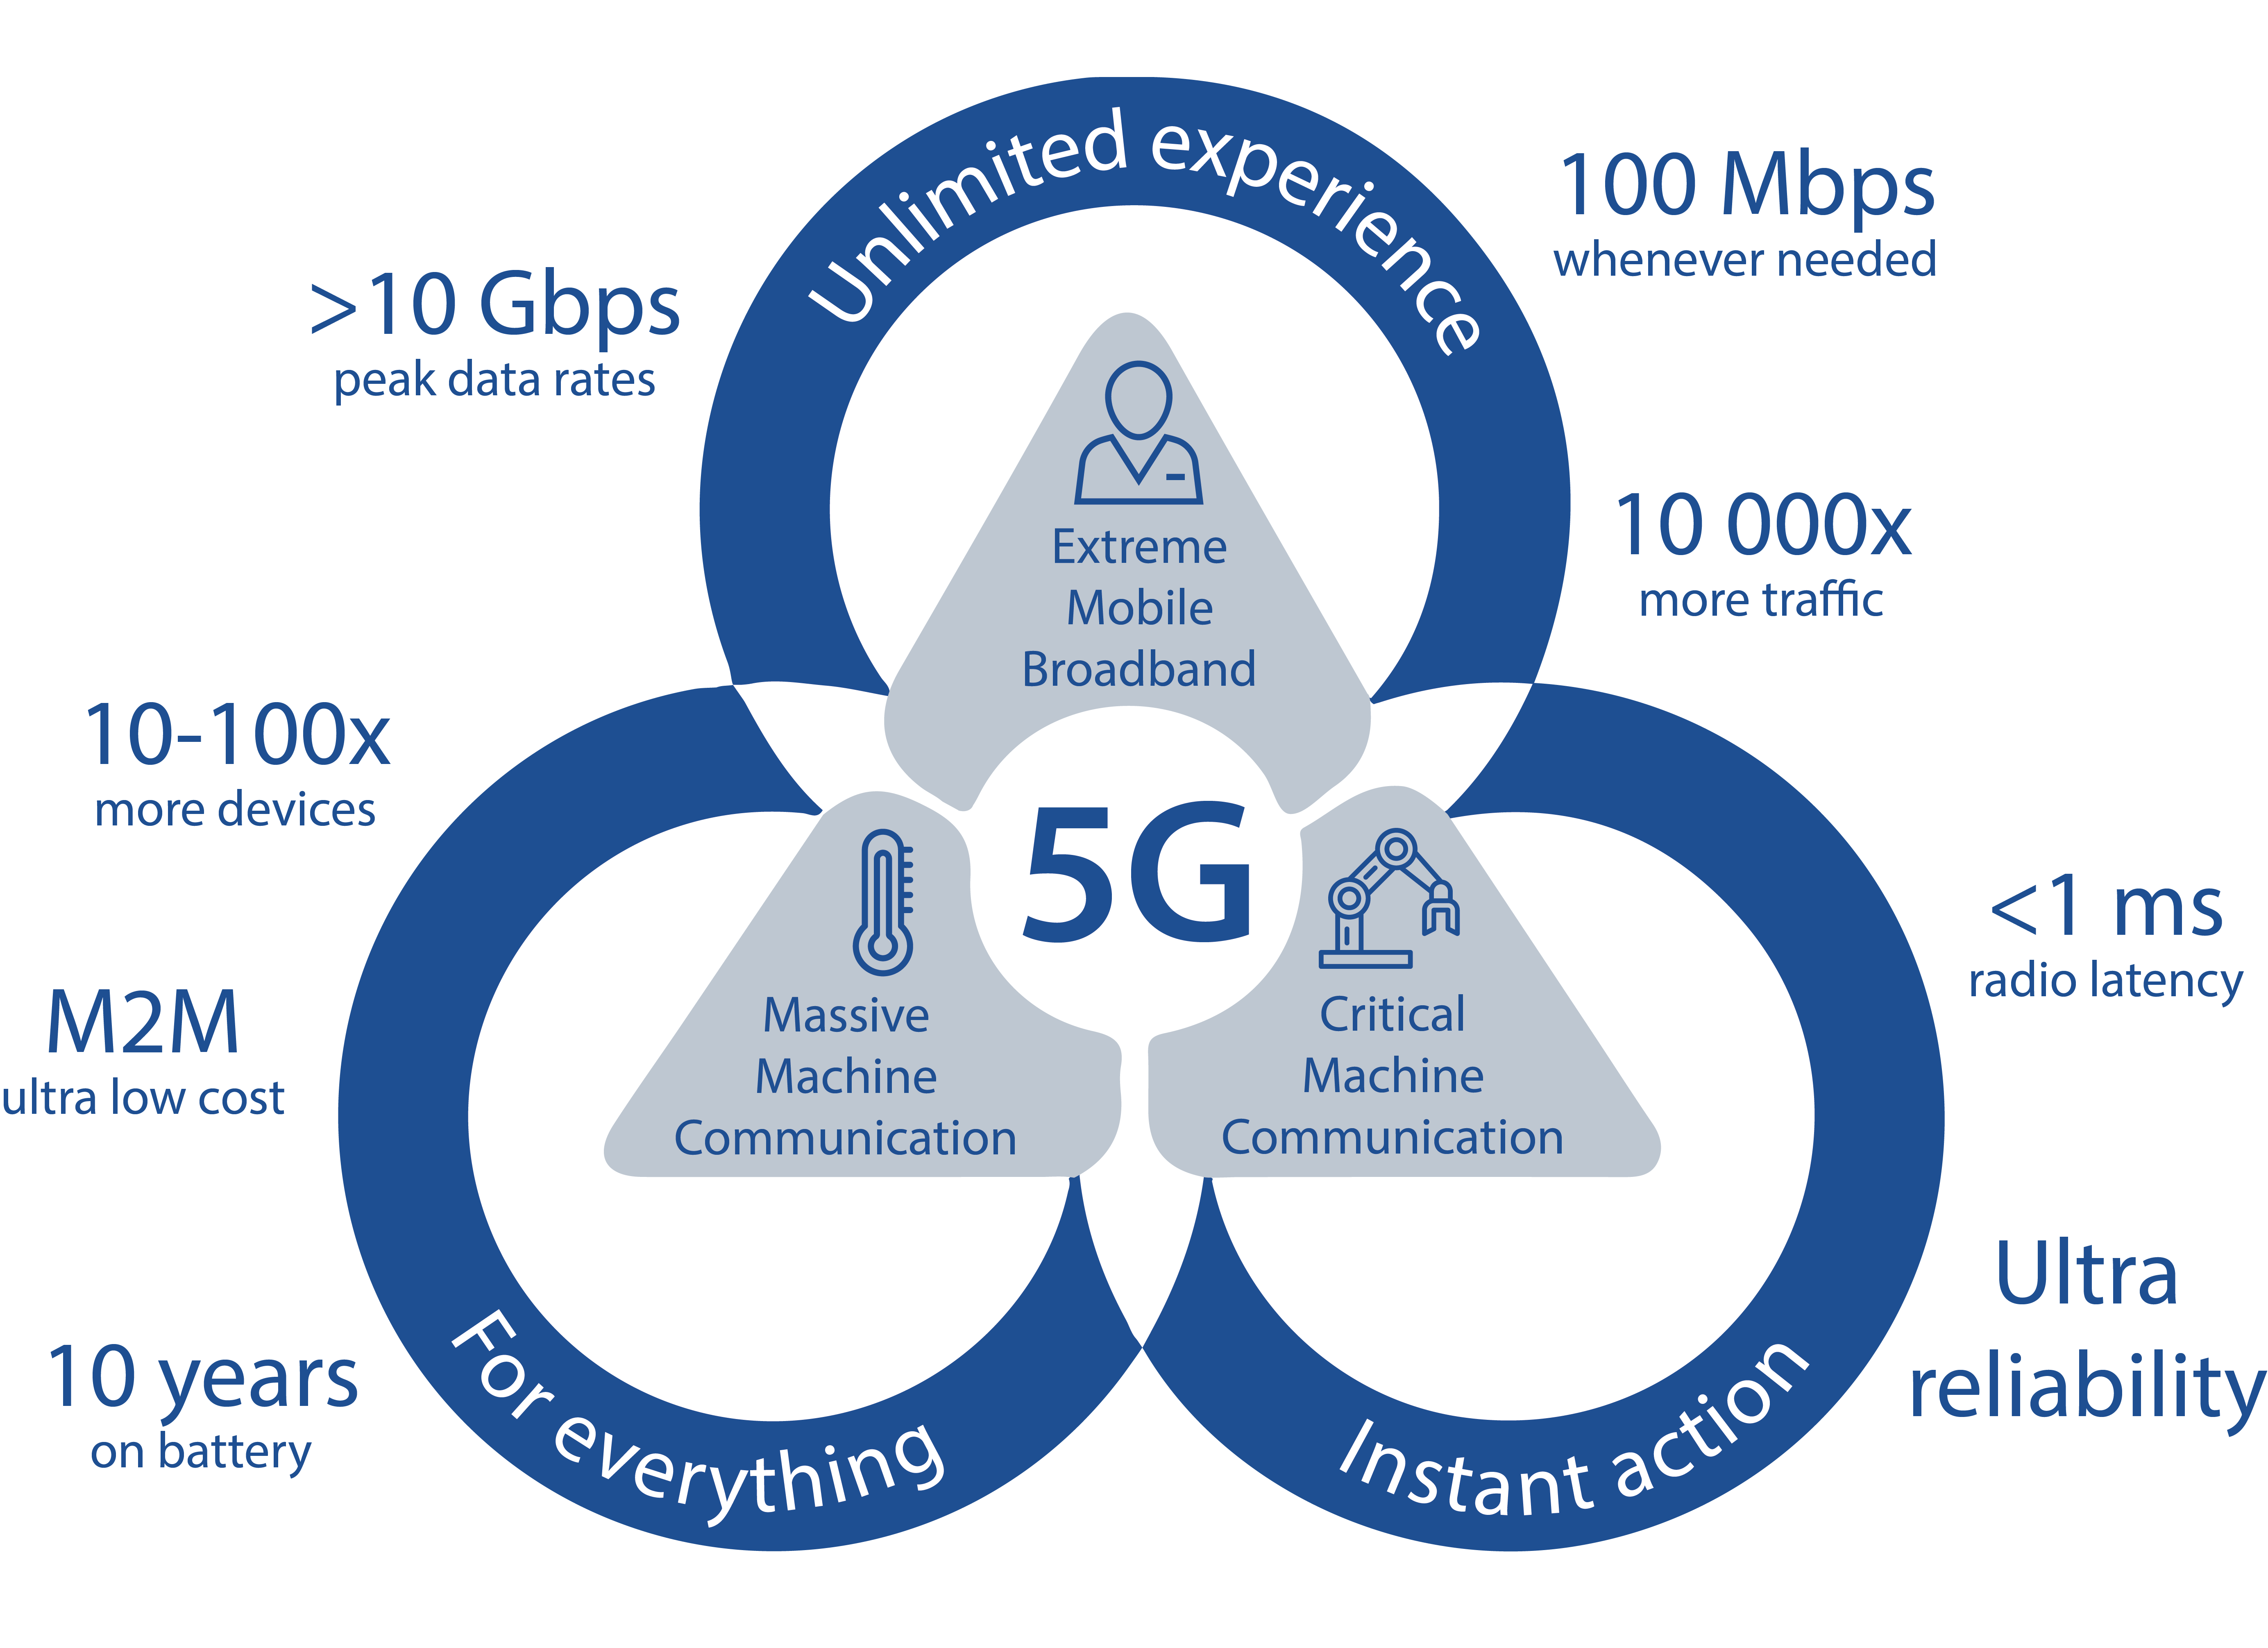 Unlimited experience
100 Mbps
whenever needed
>10 Gbps
peak data rates
10 000x
more traffic
Extreme
Mobile
Broadband
10-100x
more devices
5G
<1 ms
radio latency
M2M
ultra low cost
Massive
Machine
Communication
Critical
Machine
Communication
Ultra
reliability
10 years
on battery
For everything
Instant action